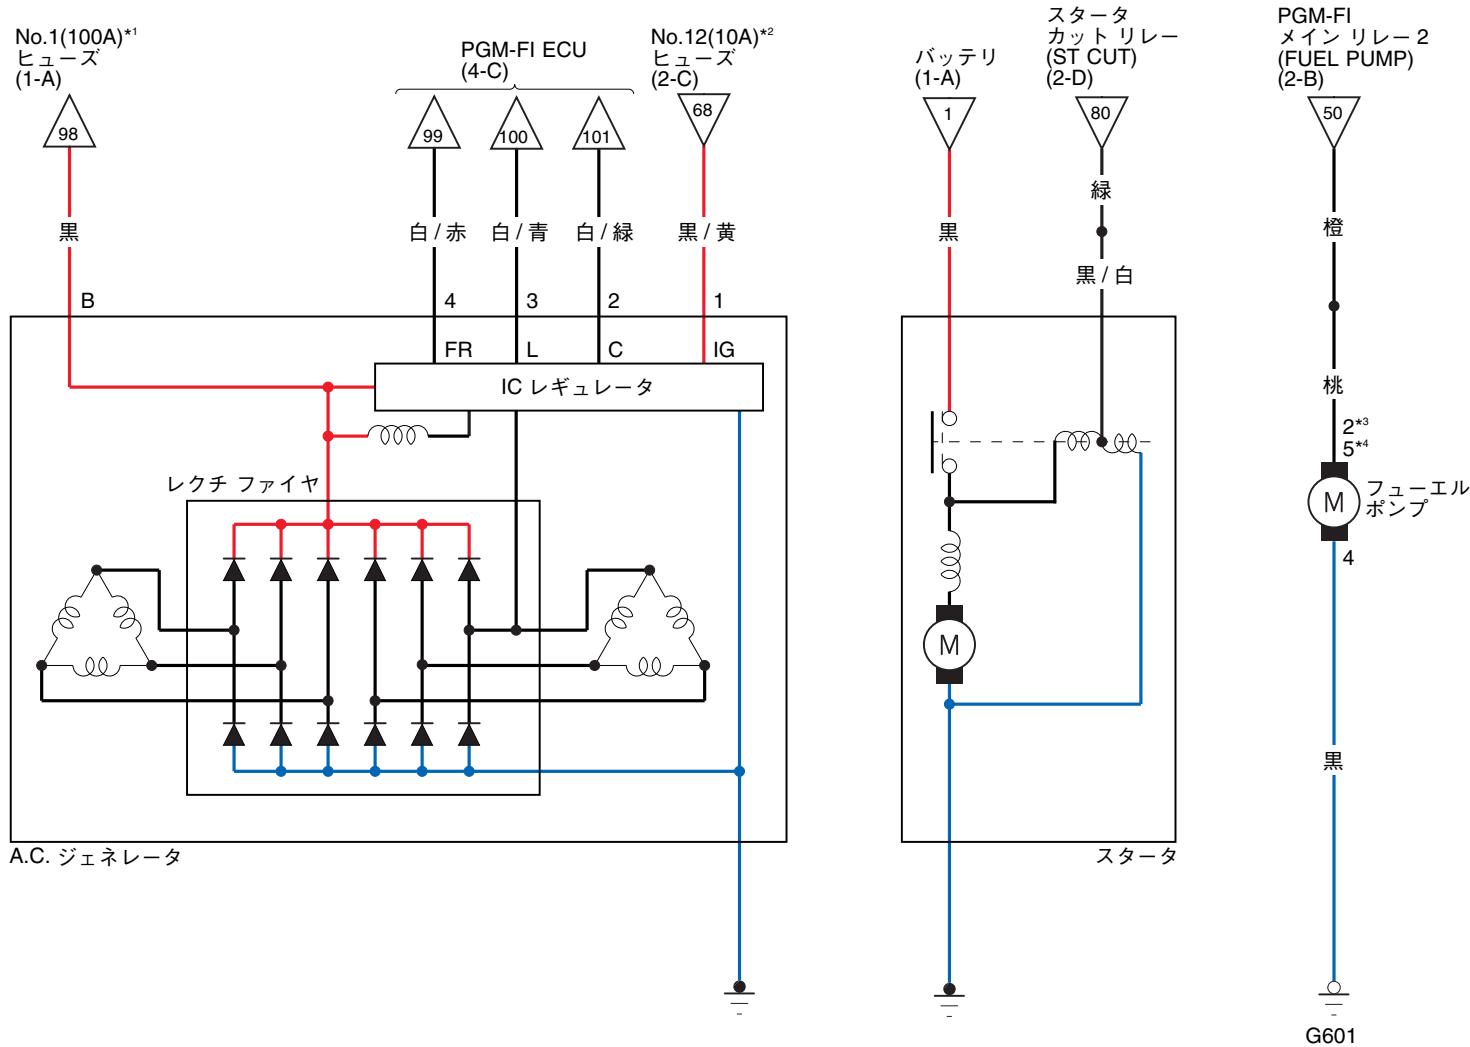 No.1(100A)*1
ヒューズ
(1-A)
98
PGM-FI ECU
(4-C)
99
100
101
No.12(10A)*2
ヒューズ
(2-C)
68
バッテリ
(1-A)
1
スタータ
カット リレー
(ST CUT)
(2-D)
80
PGM-FI
メイン リレー 2
(FUEL PUMP)
(2-B)
50
黒
白 / 赤
白 / 青
白 / 緑
黒 / 黄
黒
緑
黒 / 白
橙
桃
B
4
3
2
1
FR
L
C
IG
IC レギュレータ
レクチ ファイヤ
A.C. ジェネレータ
M
スタータ
2*3
5*4
M
フューエル
ポンプ
4
黒
G601